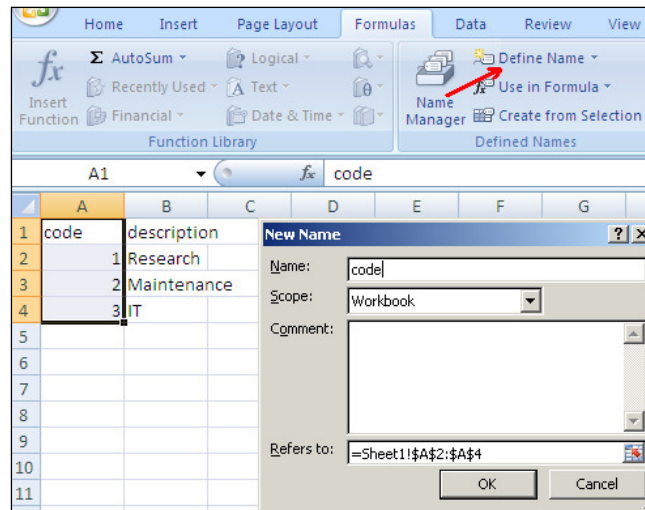 Home Insert Page Layout Formulas Data Review View
Σ AutoSum Logical
Recently Used Text
Financial Date & Time
fx
Insert
Function
Function Library
Name
Manager
Define Name
Use in Formula
Create from Selection
Defined Names
A1 fx code
A B C D E F G
1 code description
2 1 Research
3 2 Maintenance
4 3 IT
5
6
7
8
9
10
11
New Name
Name: code
Scope: Workbook
Comment:
Refers to: =Sheet1!$A$2:$A$4
OK Cancel